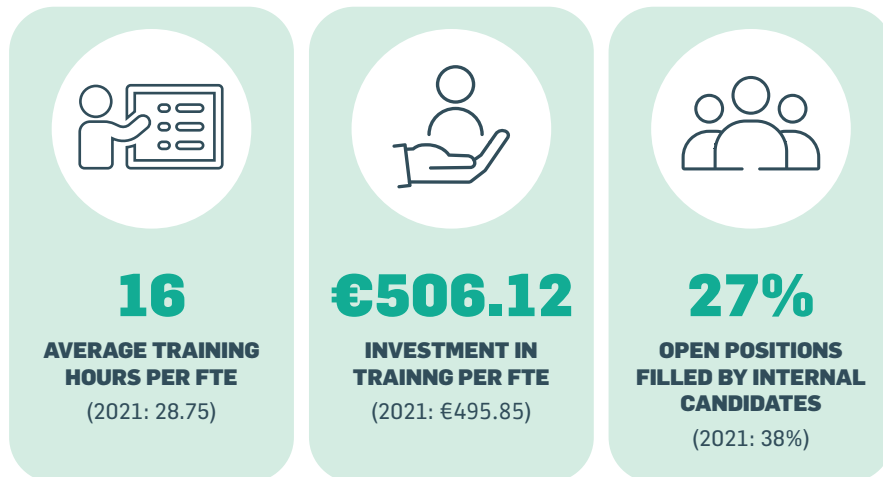 16
AVERAGE TRAINING
HOURS PER FTE
(2021: 28.75)
€506.12
INVESTMENT IN
TRAINNG PER FTE
(2021: €495.85)
27%
OPEN POSITIONS
FILLED BY INTERNAL
CANDIDATES
(2021: 38%)